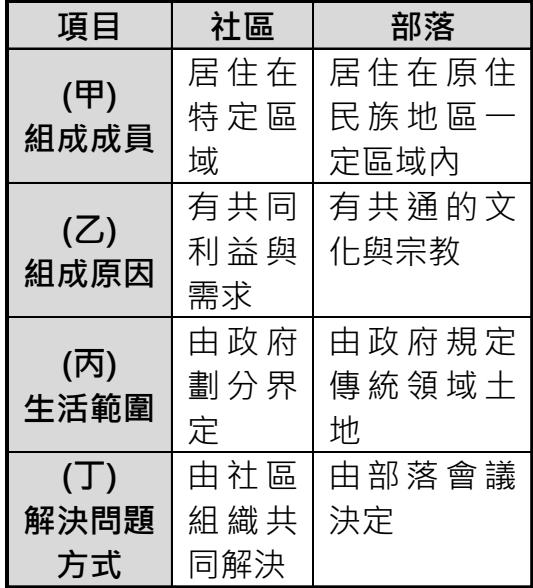 項目 社區 部落
(甲)
組成成員
居住在
特定區
域
居住在原住
民族地區一
定區域內
(乙)
組成原因
有共同
利益與
需求
有共通的文
化與宗教
(丙)
生活範圍
由政府
劃分界
定
由政府規定
傳統領域土
地
(丁)
解決問題
方式
由社區
組織共
同解決
由部落會議
決定